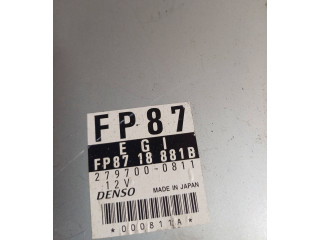 FP87
EGI
FP87 18 881B
279700-0811
12V
DENSO MADE IN JAPAN
*000811A*